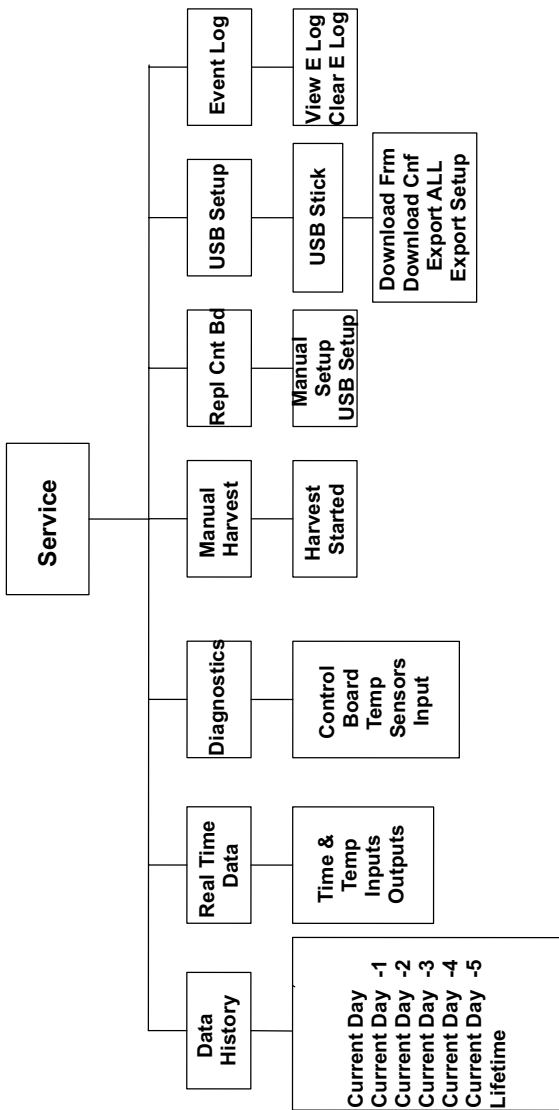 Service
Data
History
Current Day
Current Day -1
Current Day -2
Current Day -3
Current Day -4
Current Day -5
Lifetime
Real Time
Data
Time &
Temp
Inputs
Outputs
Diagnostics
Control
Board
Temp
Sensors
Input
Manual
Harvest
Harvest
Started
Repl Cnt Bd
Manual
Setup
USB Setup
USB Setup
USB Stick
Download Frm
Download Cnf
Export ALL
Export Setup
Event Log
View E Log
Clear E Log